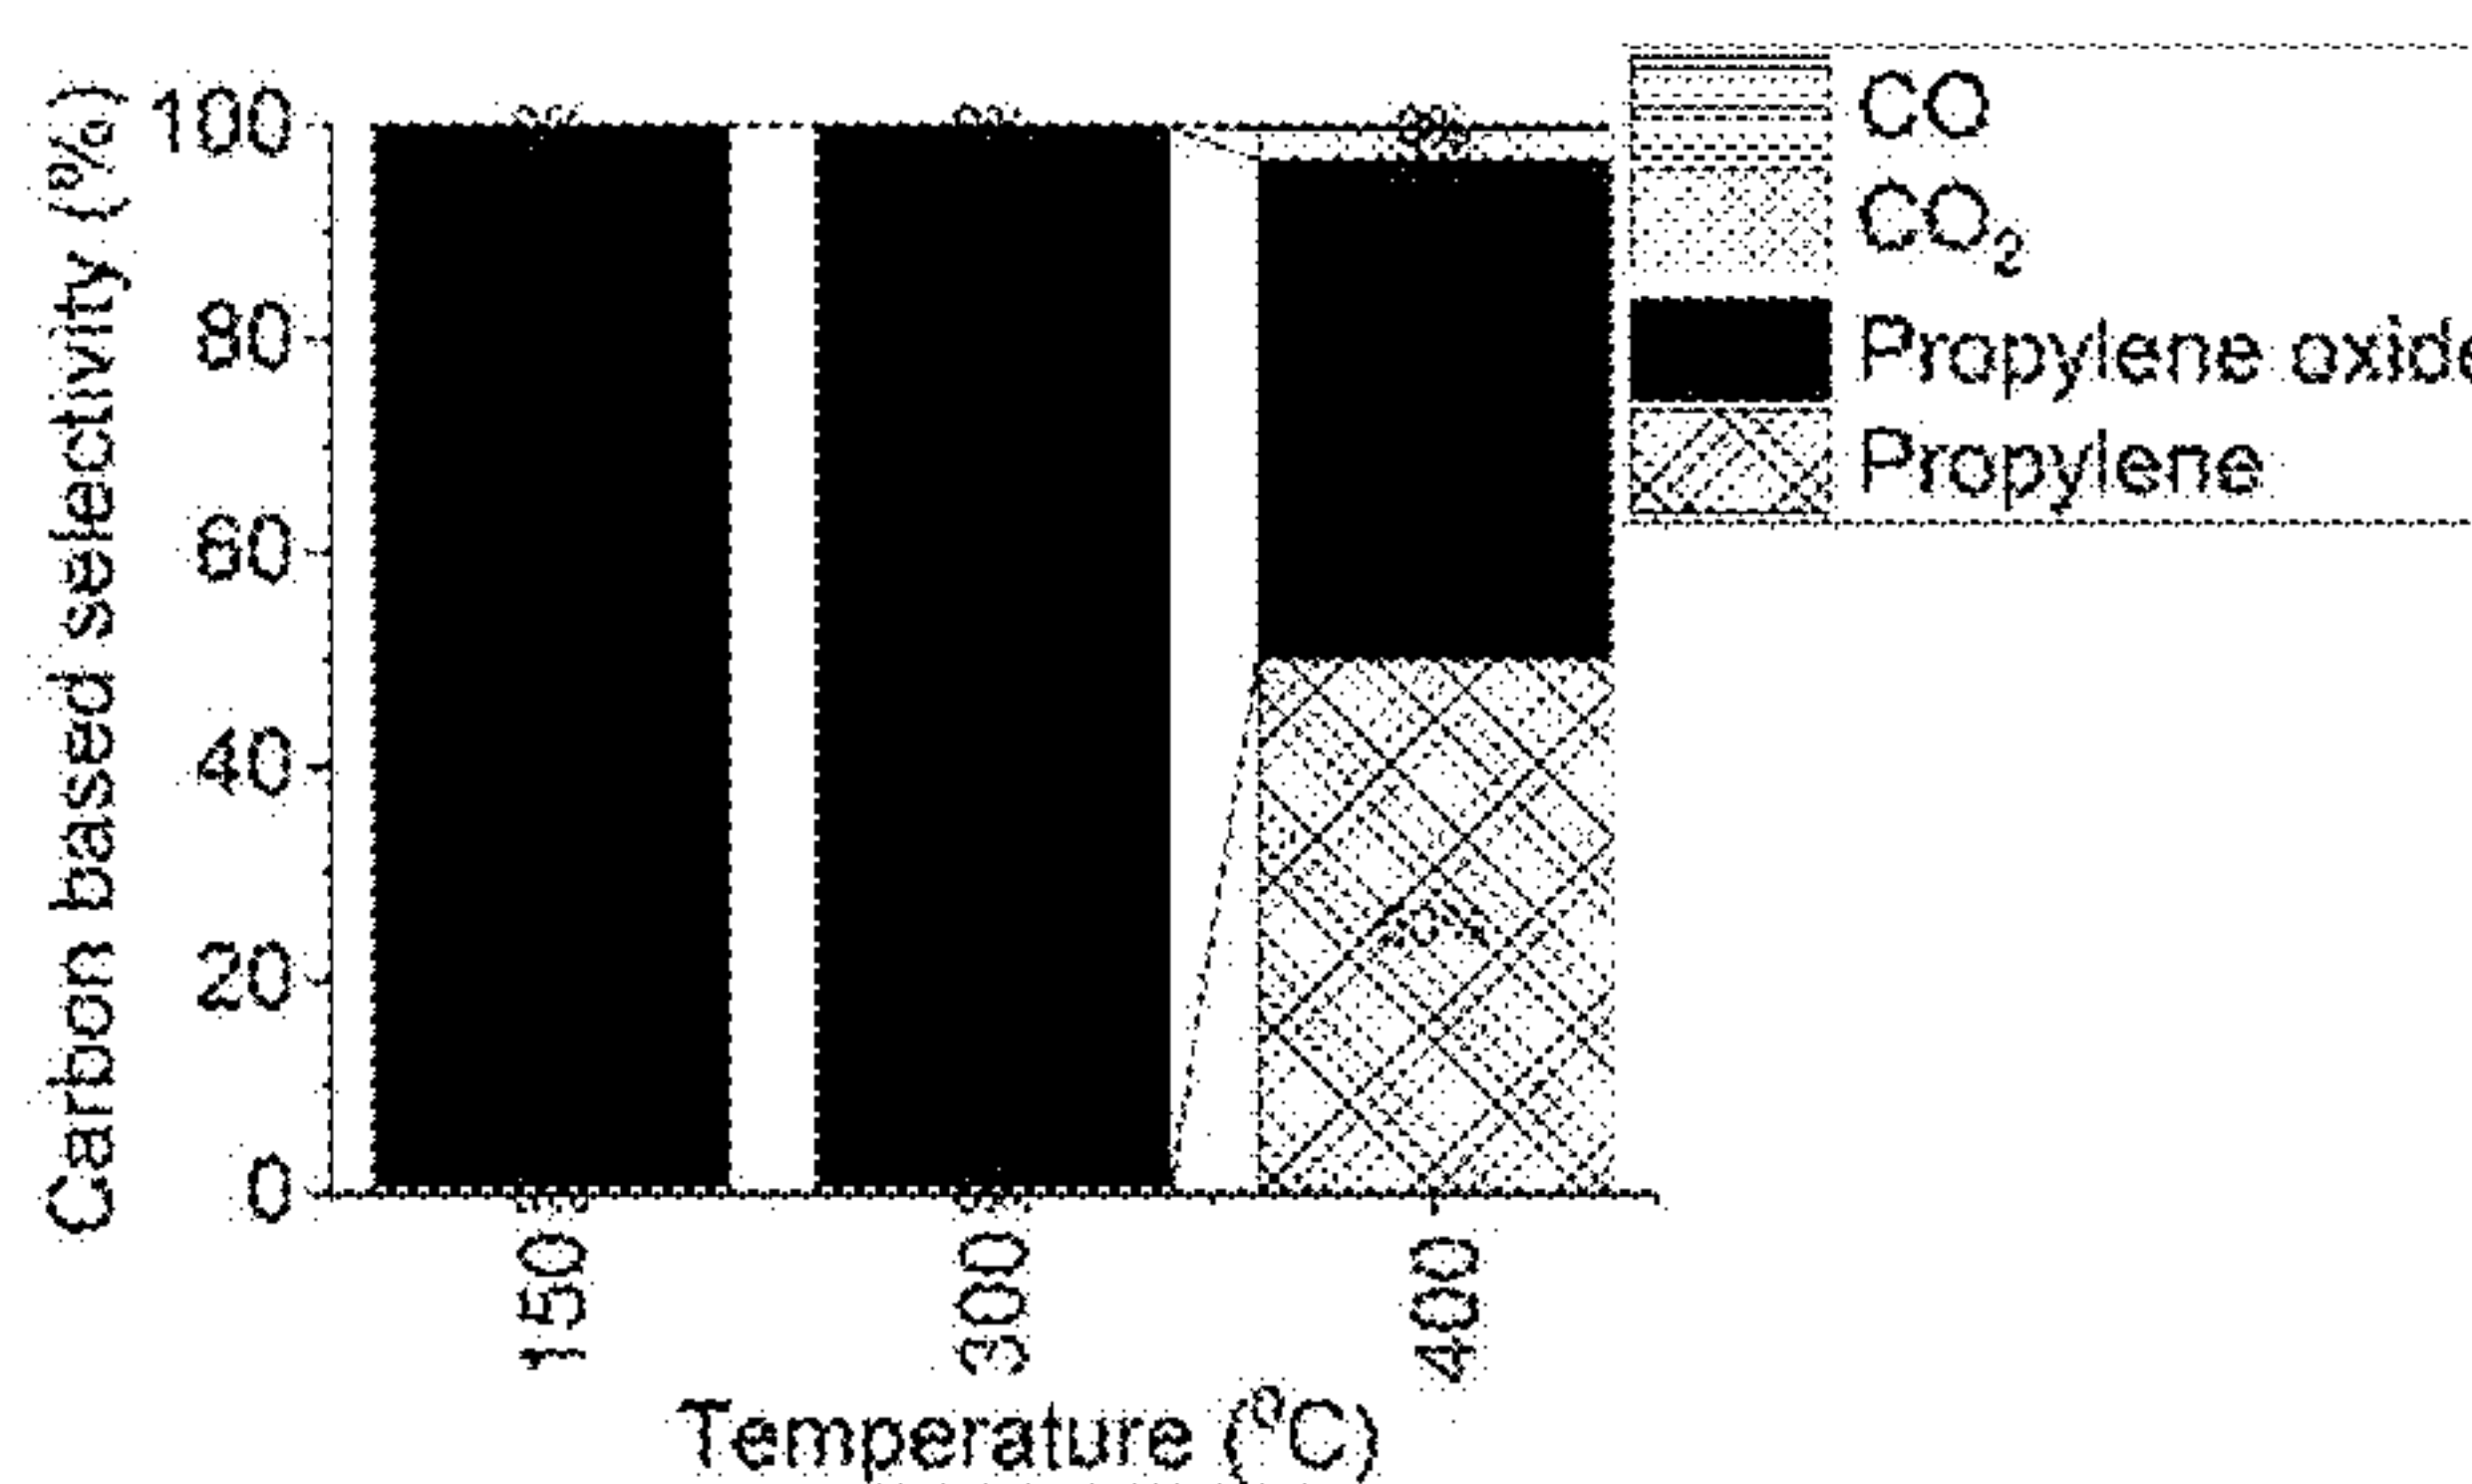 Carbon based selectivity (%)
100
80
60
40
20
0
150
300
400
Temperature (°C)
CO
CO₂
Propylene oxide
Propylene